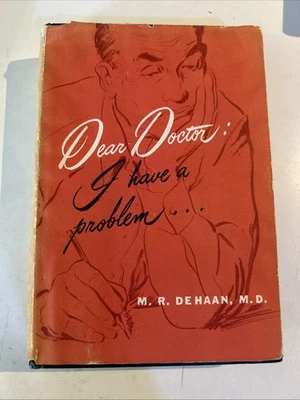 Dear Doctor:
I have a
problem...
M. R. DEHAAN, M.D.